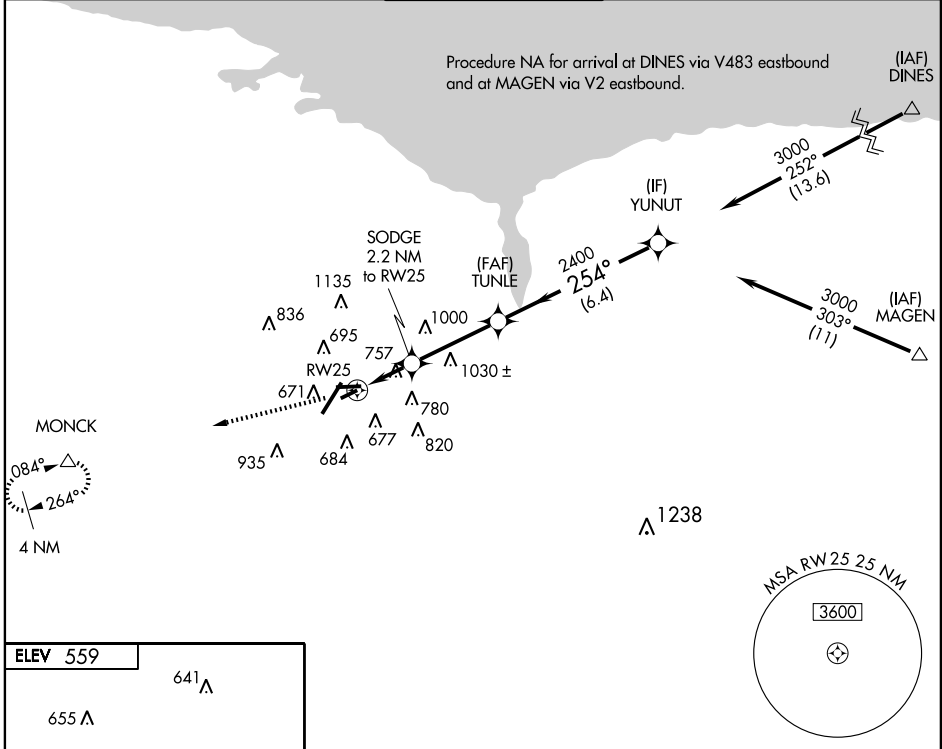 Procedure NA for arrival at DINES via V483 eastbound
and at MAGEN via V2 eastbound.
(IAF)
DINES
3000
252°
(13.6)
(IF)
YUNUT
SODGE
2.2 NM
to RW25
(FAF)
TUNLE
2400
254°
(6.4)
3000
303°
(11)
(IAF)
MAGEN
1135
836
1000
695
757
1030 ±
RW25
671
780
677
820
684
935
MONCK
084°
264°
4 NM
1238
MSA RW25 25 NM
3600
ELEV 559
641
655